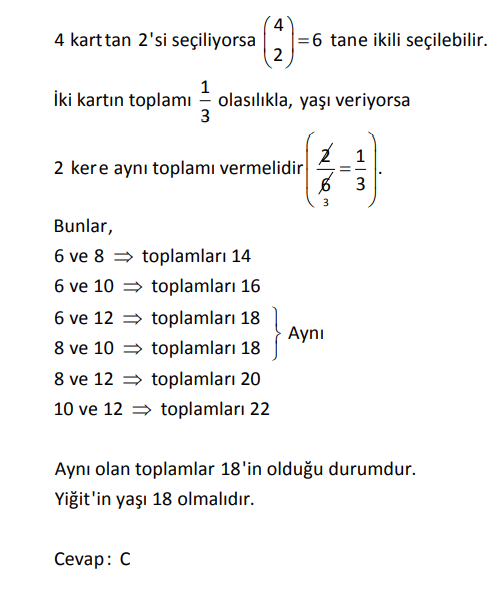 4 karttan 2'si seçiliyorsa (4 2) = 6 tane ikili seçilebilir.
İki kartın toplamı 1/3 olasılıkla, yaşı veriyorsa
2 kere aynı toplamı vermelidir (2/6 3 = 1/3).
Bunlar,
6 ve 8 ⇒ toplamları 14
6 ve 10 ⇒ toplamları 16
6 ve 12 ⇒ toplamları 18
8 ve 10 ⇒ toplamları 18
} Aynı
8 ve 12 ⇒ toplamları 20
10 ve 12 ⇒ toplamları 22
Aynı olan toplamlar 18'in olduğu durumdur.
Yiğit'in yaşı 18 olmalıdır.
Cevap: C